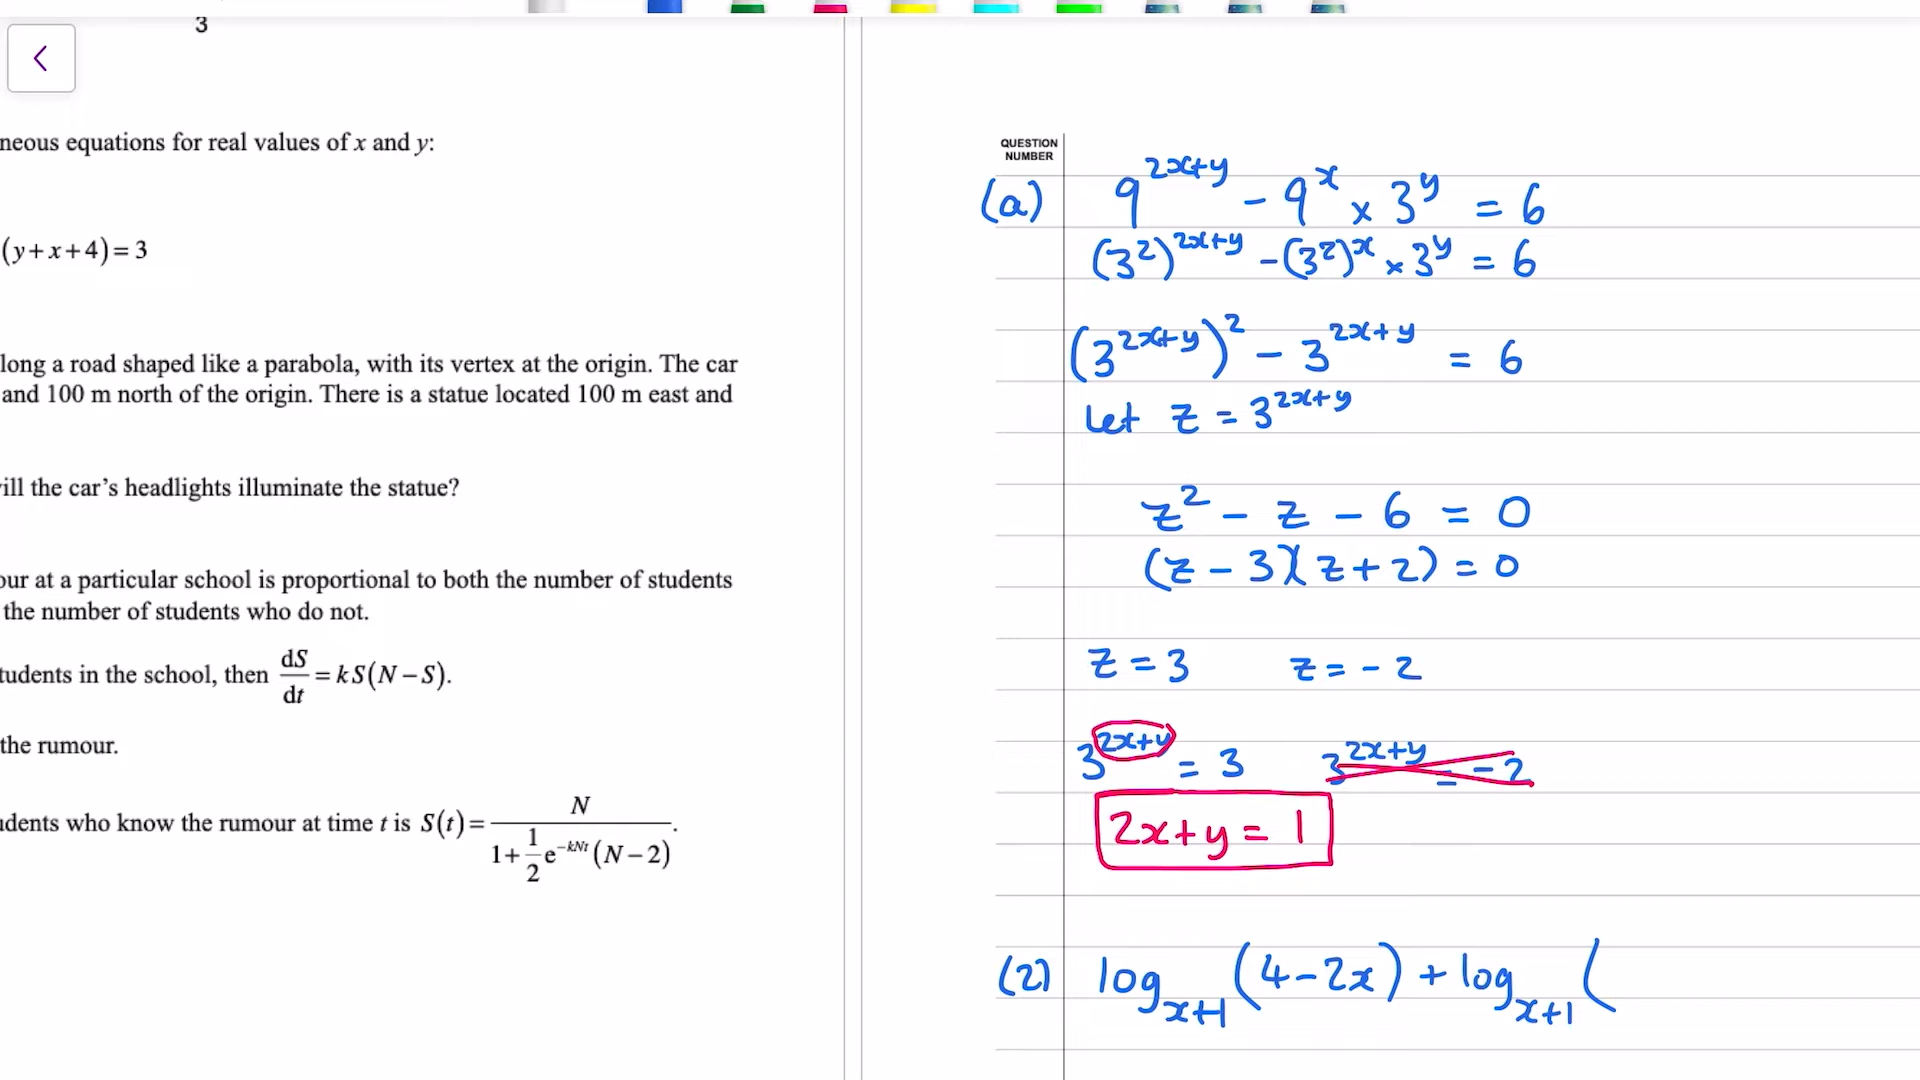 3
neous equations for real values of x and y:
(y+x+4)=3
long a road shaped like a parabola, with its vertex at the origin. The car
and 100 m north of the origin. There is a statue located 100 m east and
ill the car's headlights illuminate the statue?
our at a particular school is proportional to both the number of students
the number of students who do not.
tudents in the school, then dS/dt = kS(N−S).
the rumour.
udents who know the rumour at time t is S(t) = N/(1+1/2 e^(−kNt) (N−2)).
QUESTION
NUMBER
(a) 9^(2x+y) − 9^x × 3^y = 6
(3²)^(2x+y) − (3²)^x × 3^y = 6
(3^(2x+y))² − 3^(2x+y) = 6
Let z = 3^(2x+y)
z² − z − 6 = 0
(z − 3)(z + 2) = 0
z = 3 z = −2
3^(2x+y) = 3 3^(2x+y) = −2
2x+y = 1
(2) log_(x+1) (4−2x) + log_(x+1) (